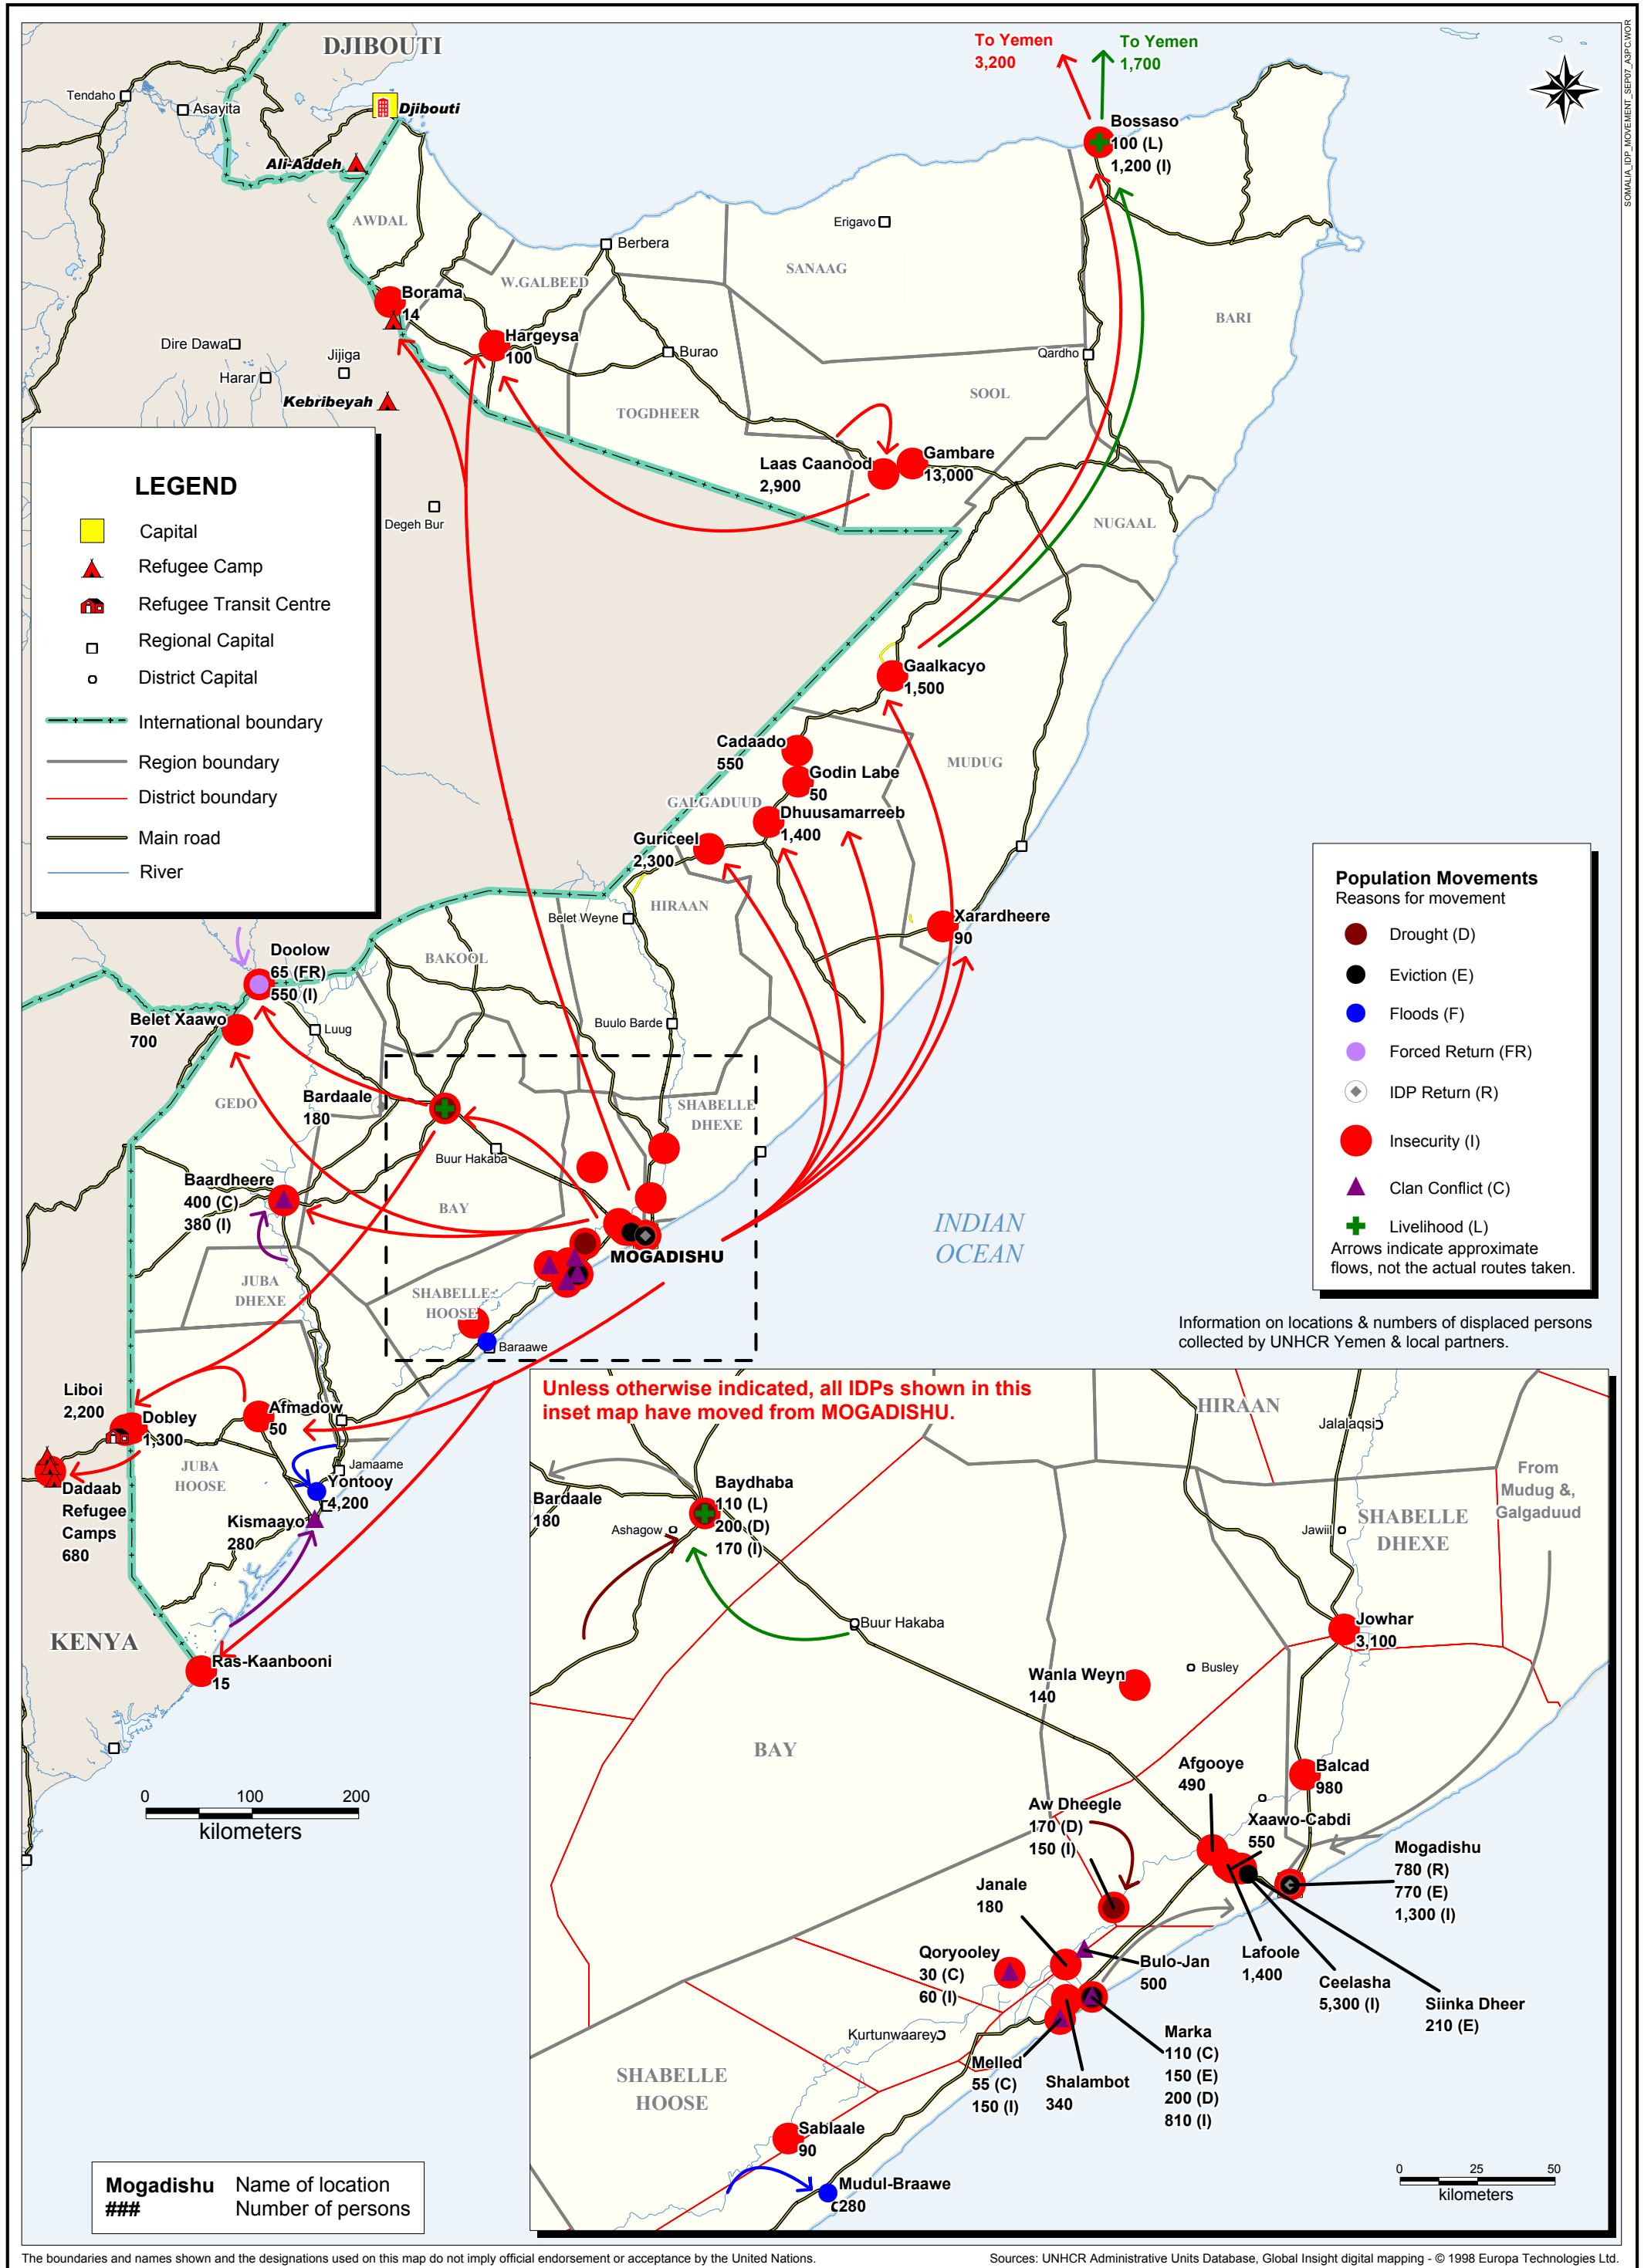 SOMALIA_IDP_MOVEMENT_SEP07_A3PC.WOR
DJIBOUTI
To Yemen
3,200
To Yemen
1,700
Tendaho
Asayita
Djibouti
Ali-Addeh
Bossaso
100 (L)
1,200 (I)
AWDAL
Erigavo
Berbera
SANAAG
W.GALBEED
Borama
14
BARI
Hargeysa
100
Dire Dawa
Jijiga
Harar
Burao
Qardho
Kebribeyah
TOGDHEER
SOOL
Laas Caanood
2,900
Gambare
13,000
Degeh Bur
NUGAAL
LEGEND
Capital
Refugee Camp
Refugee Transit Centre
Regional Capital
District Capital
International boundary
Region boundary
District boundary
Main road
River
Gaalkacyo
1,500
Cadaado
550
MUDUG
Godin Labe
50
GALGADUUD
Dhuusamarreeb
1,400
Guriceel
2,300
HIRAAN
Belet Weyne
Xarardheere
90
Population Movements
Reasons for movement
Drought (D)
Eviction (E)
Floods (F)
Forced Return (FR)
IDP Return (R)
Insecurity (I)
Clan Conflict (C)
Livelihood (L)
Arrows indicate approximate
flows, not the actual routes taken.
Information on locations & numbers of displaced persons
collected by UNHCR Yemen & local partners.
Doolow
65 (FR)
550 (I)
BAKOOL
Belet Xaawo
700
Luug
Buulo Barde
GEDO
Bardaale
180
SHABELLE
DHEXE
Buur Hakaba
Baardheere
400 (C)
380 (I)
BAY
INDIAN
OCEAN
MOGADISHU
JUBA
DHEXE
SHABELLE
HOOSE
Baraawe
Liboi
2,200
Dobley
1,300
Afmadow
50
JUBA
HOOSE
Jamaame
Dadaab
Refugee
Camps
680
Yontooy
4,200
Kismaayo
280
KENYA
Ras-Kaanbooni
15
0 100 200
kilometers
Unless otherwise indicated, all IDPs shown in this
inset map have moved from MOGADISHU.
HIRAAN
Jalalaqsi
From
Mudug &,
Galgaduud
Baydhaba
110 (L)
200 (D)
170 (I)
Bardaale
180
Ashagow
Jawiil
SHABELLE
DHEXE
Buur Hakaba
Jowhar
3,100
Wanla Weyn
140
Busley
BAY
Afgooye
490
Balcad
980
Aw Dheegle
170 (D)
150 (I)
Xaawo-Cabdi
550
Mogadishu
780 (R)
770 (E)
1,300 (I)
Janale
180
Qoryooley
30 (C)
60 (I)
Bulo-Jan
500
Lafoole
1,400
Ceelasha
5,300 (I)
Siinka Dheer
210 (E)
Kurtunwaarey
Marka
110 (C)
150 (E)
200 (D)
810 (I)
Melled
55 (C)
150 (I)
Shalambot
340
SHABELLE
HOOSE
Sablaale
90
Mudul-Braawe
280
0 25 50
kilometers
Mogadishu Name of location
### Number of persons
The boundaries and names shown and the designations used on this map do not imply official endorsement or acceptance by the United Nations.
Sources: UNHCR Administrative Units Database, Global Insight digital mapping - © 1998 Europa Technologies Ltd.